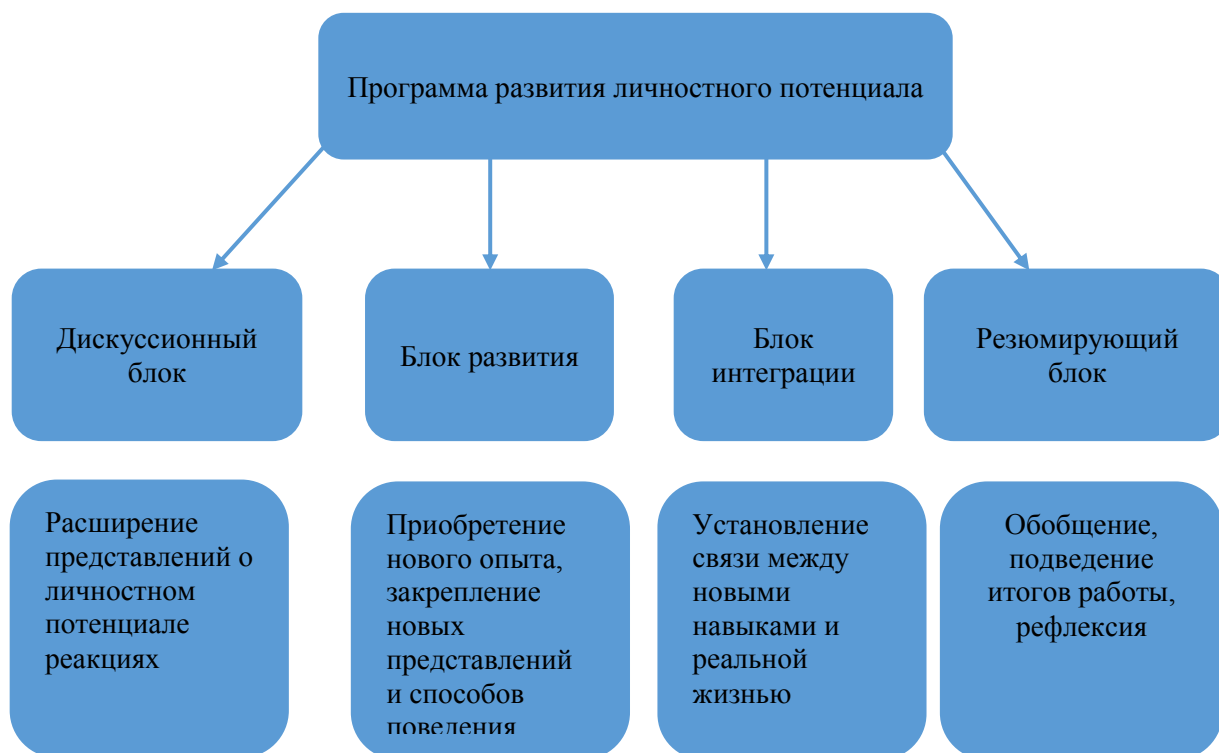 Программа развития личностного потенциала
Дискуссионный
блок
Блок развития
Блок
интеграции
Резюмирующий
блок
Расширение
представлений о
личностном
потенциале
реакциях
Приобретение
нового опыта,
закрепление
новых
представлений
и способов
поведения
Установление
связи между
новыми
навыками и
реальной
жизнью
Обобщение,
подведение
итогов работы,
рефлексия